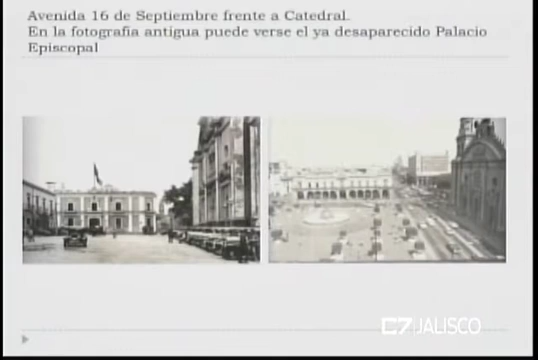 Avenida 16 de Septiembre frente a Catedral.
En la fotografía antigua puede verse el ya desaparecido Palacio
Episcopal
C7 JALISCO